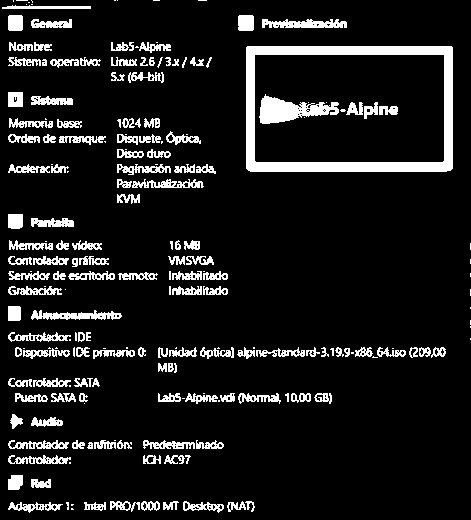 General
Nombre: Lab5-Alpine
Sistema operativo: Linux 2.6 / 3.x / 4.x /
5.x (64-bit)
Sistema
Memoria base: 1024 MB
Orden de arranque: Disquete, Óptica,
Disco duro
Aceleración: Paginación anidada,
Paravirtualización
KVM
Pantalla
Memoria de vídeo: 16 MB
Controlador gráfico: VMSVGA
Servidor de escritorio remoto: Inhabilitado
Grabación: Inhabilitado
Almacenamiento
Controlador: IDE
Dispositivo IDE primario 0: [Unidad óptica] alpine-standard-3.19.9-x86_64.iso (209,00
MB)
Controlador: SATA
Puerto SATA 0: Lab5-Alpine.vdi (Normal, 10,00 GB)
Audio
Controlador de anfitrión: Predeterminado
Controlador: ICH AC97
Red
Adaptador 1: Intel PRO/1000 MT Desktop (NAT)
Previsualización
Lab5-Alpine